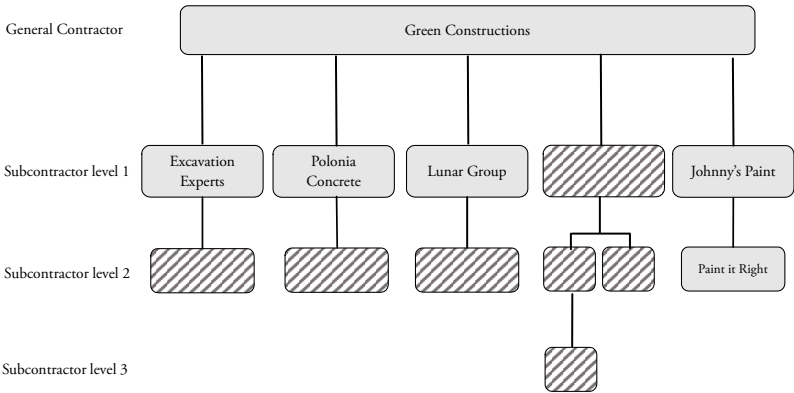 General Contractor
Green Constructions
Subcontractor level 1
Excavation
Experts
Polonia
Concrete
Lunar Group
Johnny's Paint
Subcontractor level 2
Paint it Right
Subcontractor level 3